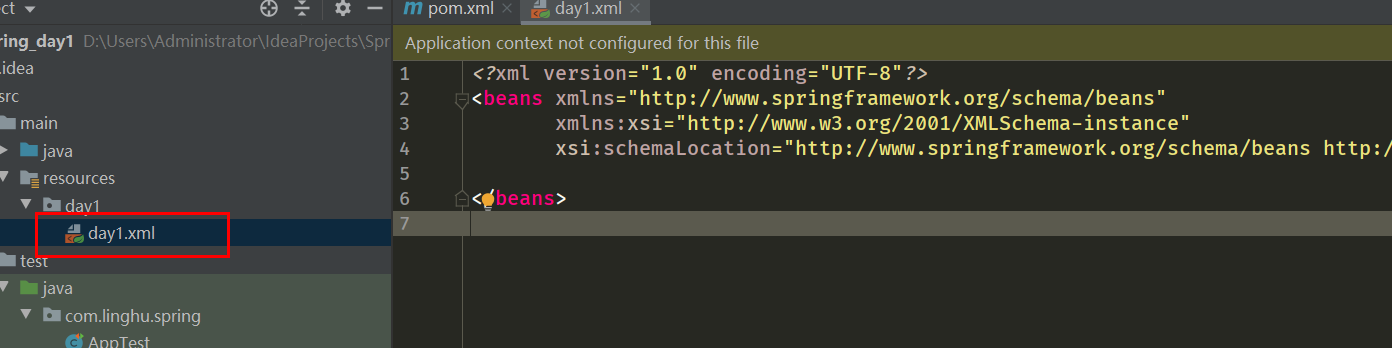 ct
pom.xml
day1.xml
ring_day1 D:\Users\Administrator\IdeaProjects\Spr
.idea
src
main
java
resources
day1
day1.xml
test
java
com.linghu.spring
AppTest
Application context not configured for this file
1 <?xml version="1.0" encoding="UTF-8"?>
2 <beans xmlns="http://www.springframework.org/schema/beans"
3 xmlns:xsi="http://www.w3.org/2001/XMLSchema-instance"
4 xsi:schemaLocation="http://www.springframework.org/schema/beans http:/
5
6 </beans>
7